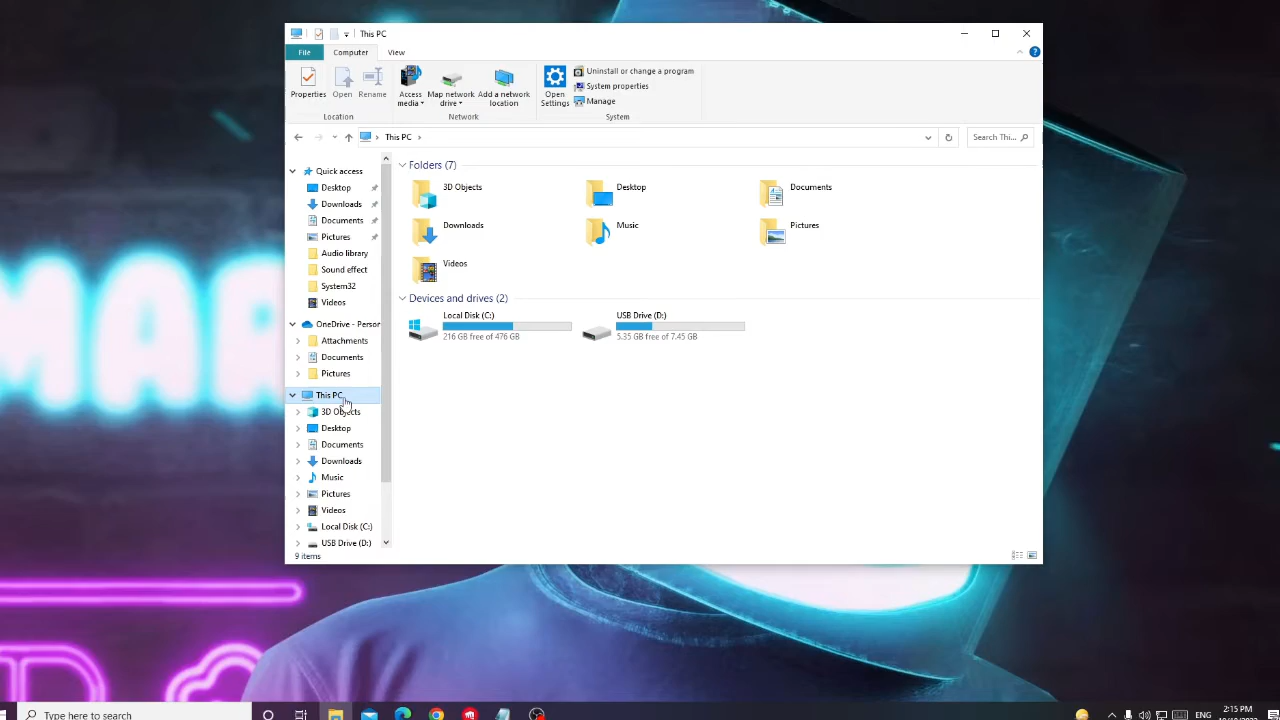 This PC
File Computer View
Properties Open Rename
Location
Access media
Map network drive
Add a network location
Network
Open Settings
Uninstall or change a program
System properties
Manage
System
This PC
Search Thi...
Quick access
Desktop
Downloads
Documents
Pictures
Audio library
Sound effect
System32
Videos
OneDrive - Person
Attachments
Documents
Pictures
This PC
3D Objects
Desktop
Documents
Downloads
Music
Pictures
Videos
Local Disk (C:)
USB Drive (D:)
Folders (7)
3D Objects
Desktop
Documents
Downloads
Music
Pictures
Videos
Devices and drives (2)
Local Disk (C:)
216 GB free of 476 GB
USB Drive (D:)
5.35 GB free of 7.45 GB
9 items
Type here to search
ENG
2:15 PM